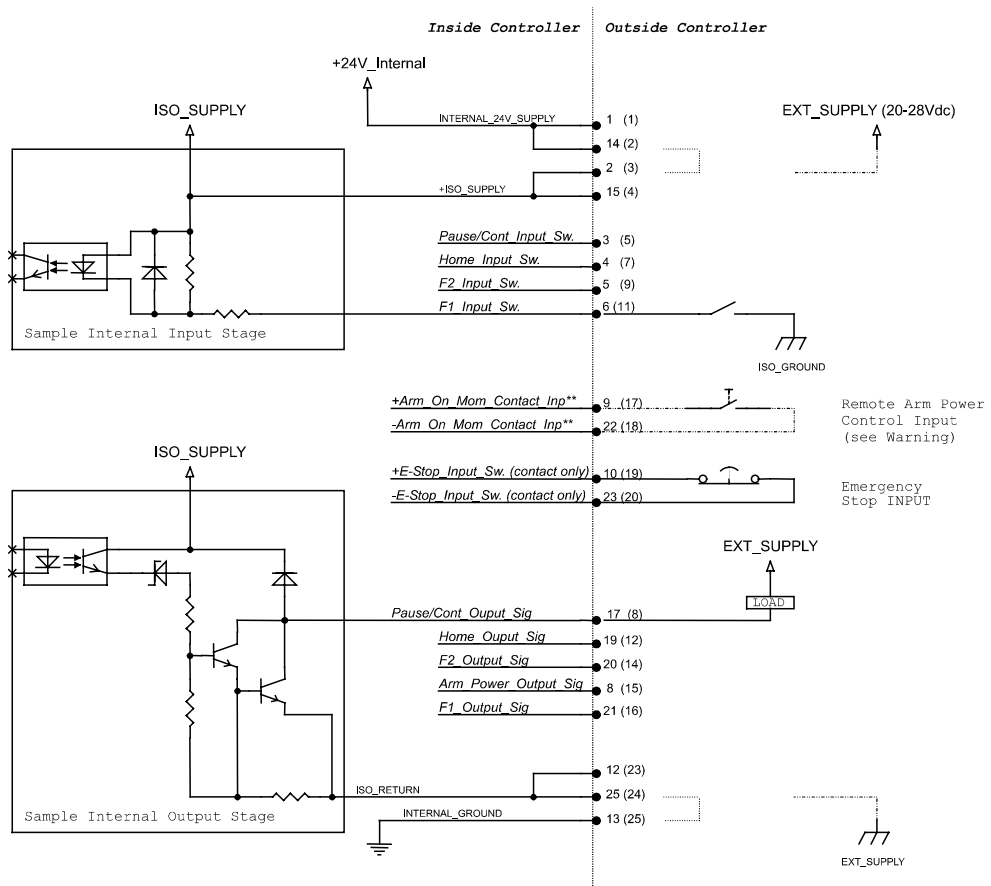 Inside Controller Outside Controller
+24V_Internal
ISO_SUPPLY
EXT_SUPPLY (20-28Vdc)
INTERNAL_24V_SUPPLY
1 (1)
14 (2)
2 (3)
+ISO_SUPPLY
15 (4)
Pause/Cont_Input_Sw.
3 (5)
Home_Input_Sw.
4 (7)
F2_Input_Sw.
5 (9)
F1_Input_Sw.
6 (11)
Sample Internal Input Stage
ISO_GROUND
+Arm_On_Mom_Contact_Inp**
9 (17)
-Arm_On_Mom_Contact_Inp**
22 (18)
Remote Arm Power
Control Input
(see Warning)
ISO_SUPPLY
+E-Stop_Input_Sw. (contact only)
10 (19)
-E-Stop_Input_Sw. (contact only)
23 (20)
Emergency
Stop INPUT
EXT_SUPPLY
LOAD
Pause/Cont_Ouput_Sig
17 (8)
Home_Ouput_Sig
19 (12)
F2_Output_Sig
20 (14)
Arm_Power_Output_Sig
8 (15)
F1_Output_Sig
21 (16)
12 (23)
ISO_RETURN
25 (24)
INTERNAL_GROUND
13 (25)
Sample Internal Output Stage
EXT_SUPPLY